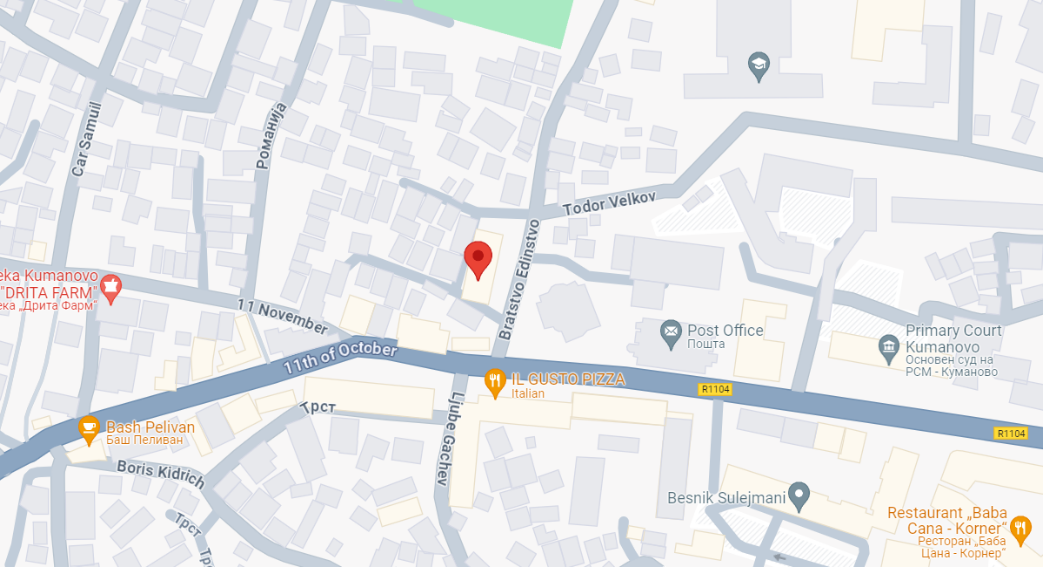 Car Samuil
Романија
Todor Velkov
Bratstvo Edinstvo
eka Kumanovo
"DRITA FARM"
ека „Дрита Фарм“
11 November
11th of October
Post Office
Пошта
Primary Court
Kumanovo
Основен суд на
РСМ - Куманово
IL GUSTO PIZZA
Italian
R1104
R1104
Трст
Ljube Gachev
Bash Pelivan
Баш Пеливан
Boris Kidrich
Besnik Sulejmani
Restaurant „Baba
Cana - Korner“
Ресторан „Баба
Цана - Корнер“
Трст
Трс